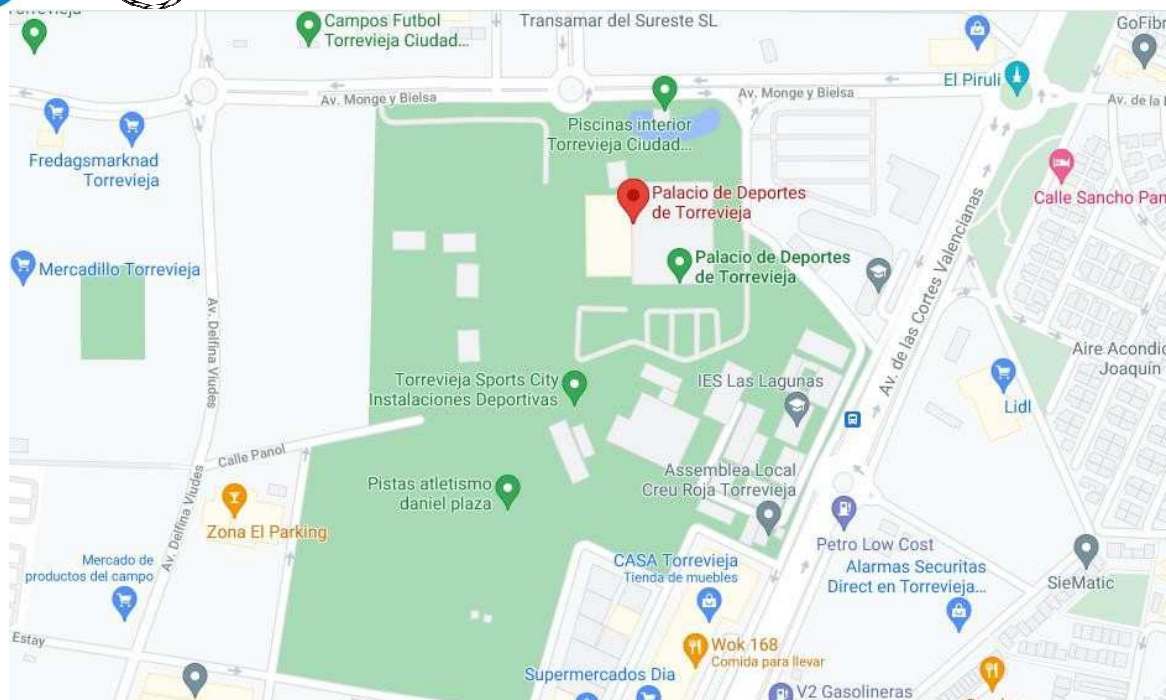 Torrevieja
Campos Futbol
Torrevieja Ciudad...
Transamar del Sureste SL
GoFibr
El Piruli
Av. Monge y Bielsa
Av. Monge y Bielsa
Av. de la
Piscinas interior
Torrevieja Ciudad...
Fredagsmarknad
Torrevieja
Palacio de Deportes
de Torrevieja
Calle Sancho Pan
Mercadillo Torrevieja
Palacio de Deportes
de Torrevieja
Av. de las Cortes Valencianas
Av. Delfina Viudes
Aire Acondic
Joaquín
Torrevieja Sports City
Instalaciones Deportivas
IES Las Lagunas
Lidl
Calle Panol
Assemblea Local
Creu Roja Torrevieja
Pistas atletismo
daniel plaza
Zona El Parking
Av. Delfina Viudes
Petro Low Cost
Mercado de
productos del campo
CASA Torrevieja
Tienda de muebles
Alarmas Securitas
Direct en Torrevieja...
SieMatic
Estay
Wok 168
Comida para llevar
Supermercados Dia
V2 Gasolineras